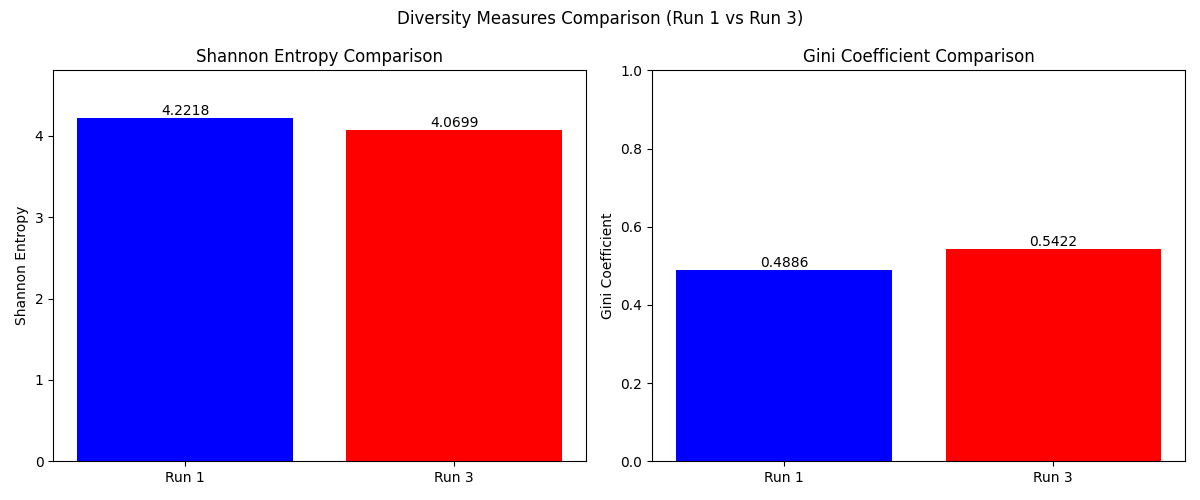 Diversity Measures Comparison (Run 1 vs Run 3)
Shannon Entropy Comparison
4.2218
4.0699
4
3
2
1
0
Shannon Entropy
Run 1
Run 3
Gini Coefficient Comparison
1.0
0.8
0.6
0.4
0.2
0.0
0.4886
0.5422
Gini Coefficient
Run 1
Run 3